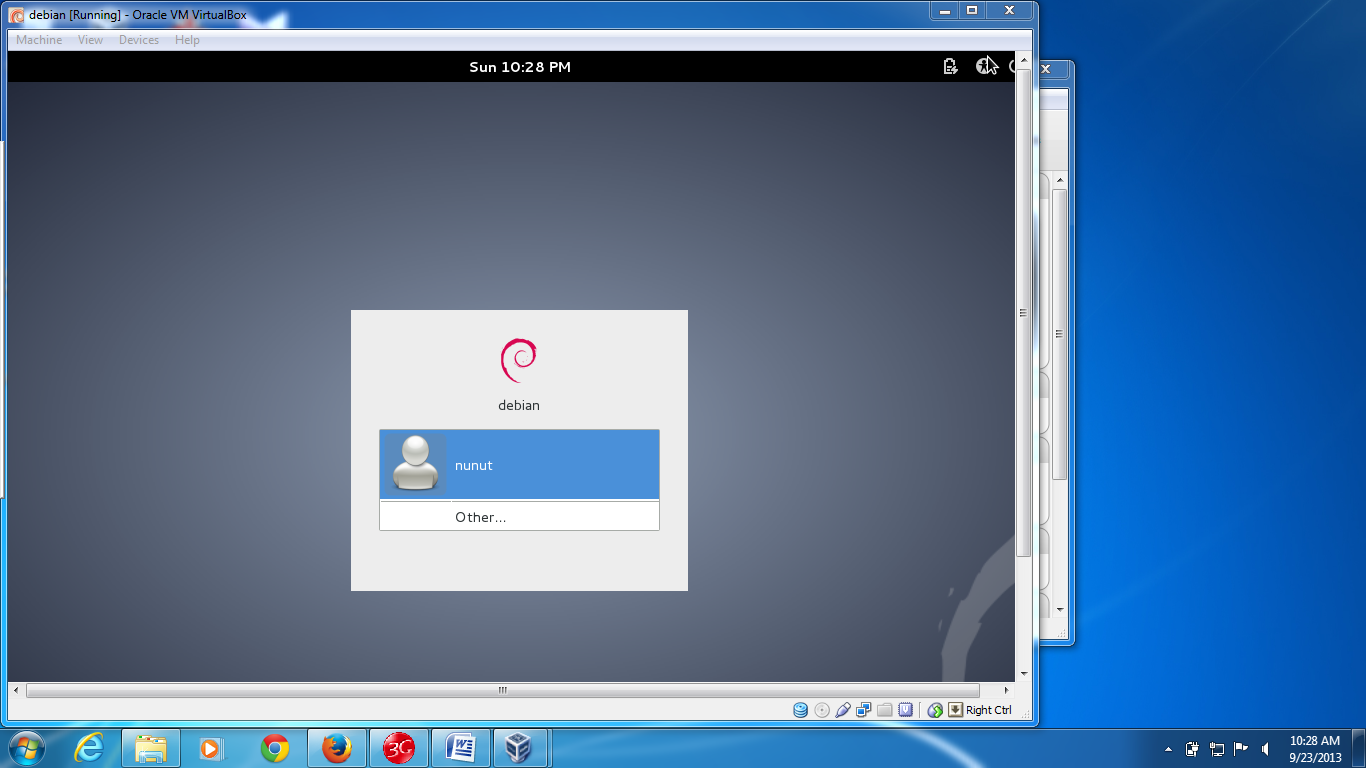 debian [Running] - Oracle VM VirtualBox
Machine View Devices Help
Sun 10:28 PM
debian
nunut
Other...
Right Ctrl
3G
W
10:28 AM
9/23/2013